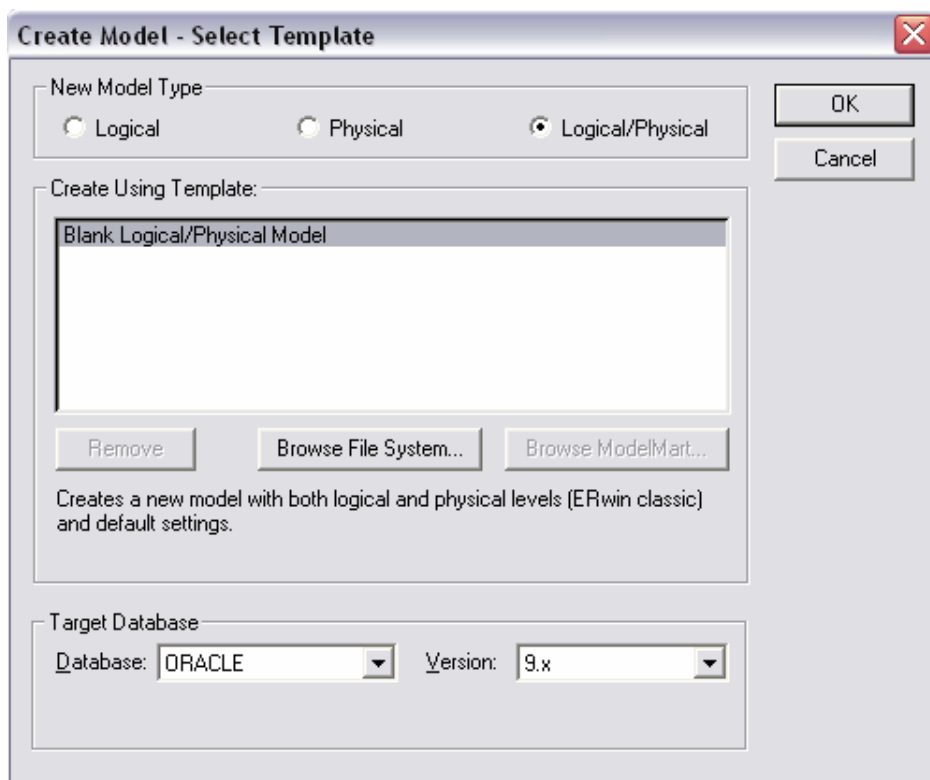 Create Model - Select Template
New Model Type
Logical
Physical
Logical/Physical
OK
Cancel
Create Using Template:
Blank Logical/Physical Model
Remove
Browse File System...
Browse ModelMart...
Creates a new model with both logical and physical levels (ERwin classic)
and default settings.
Target Database
Database: ORACLE
Version: 9.x